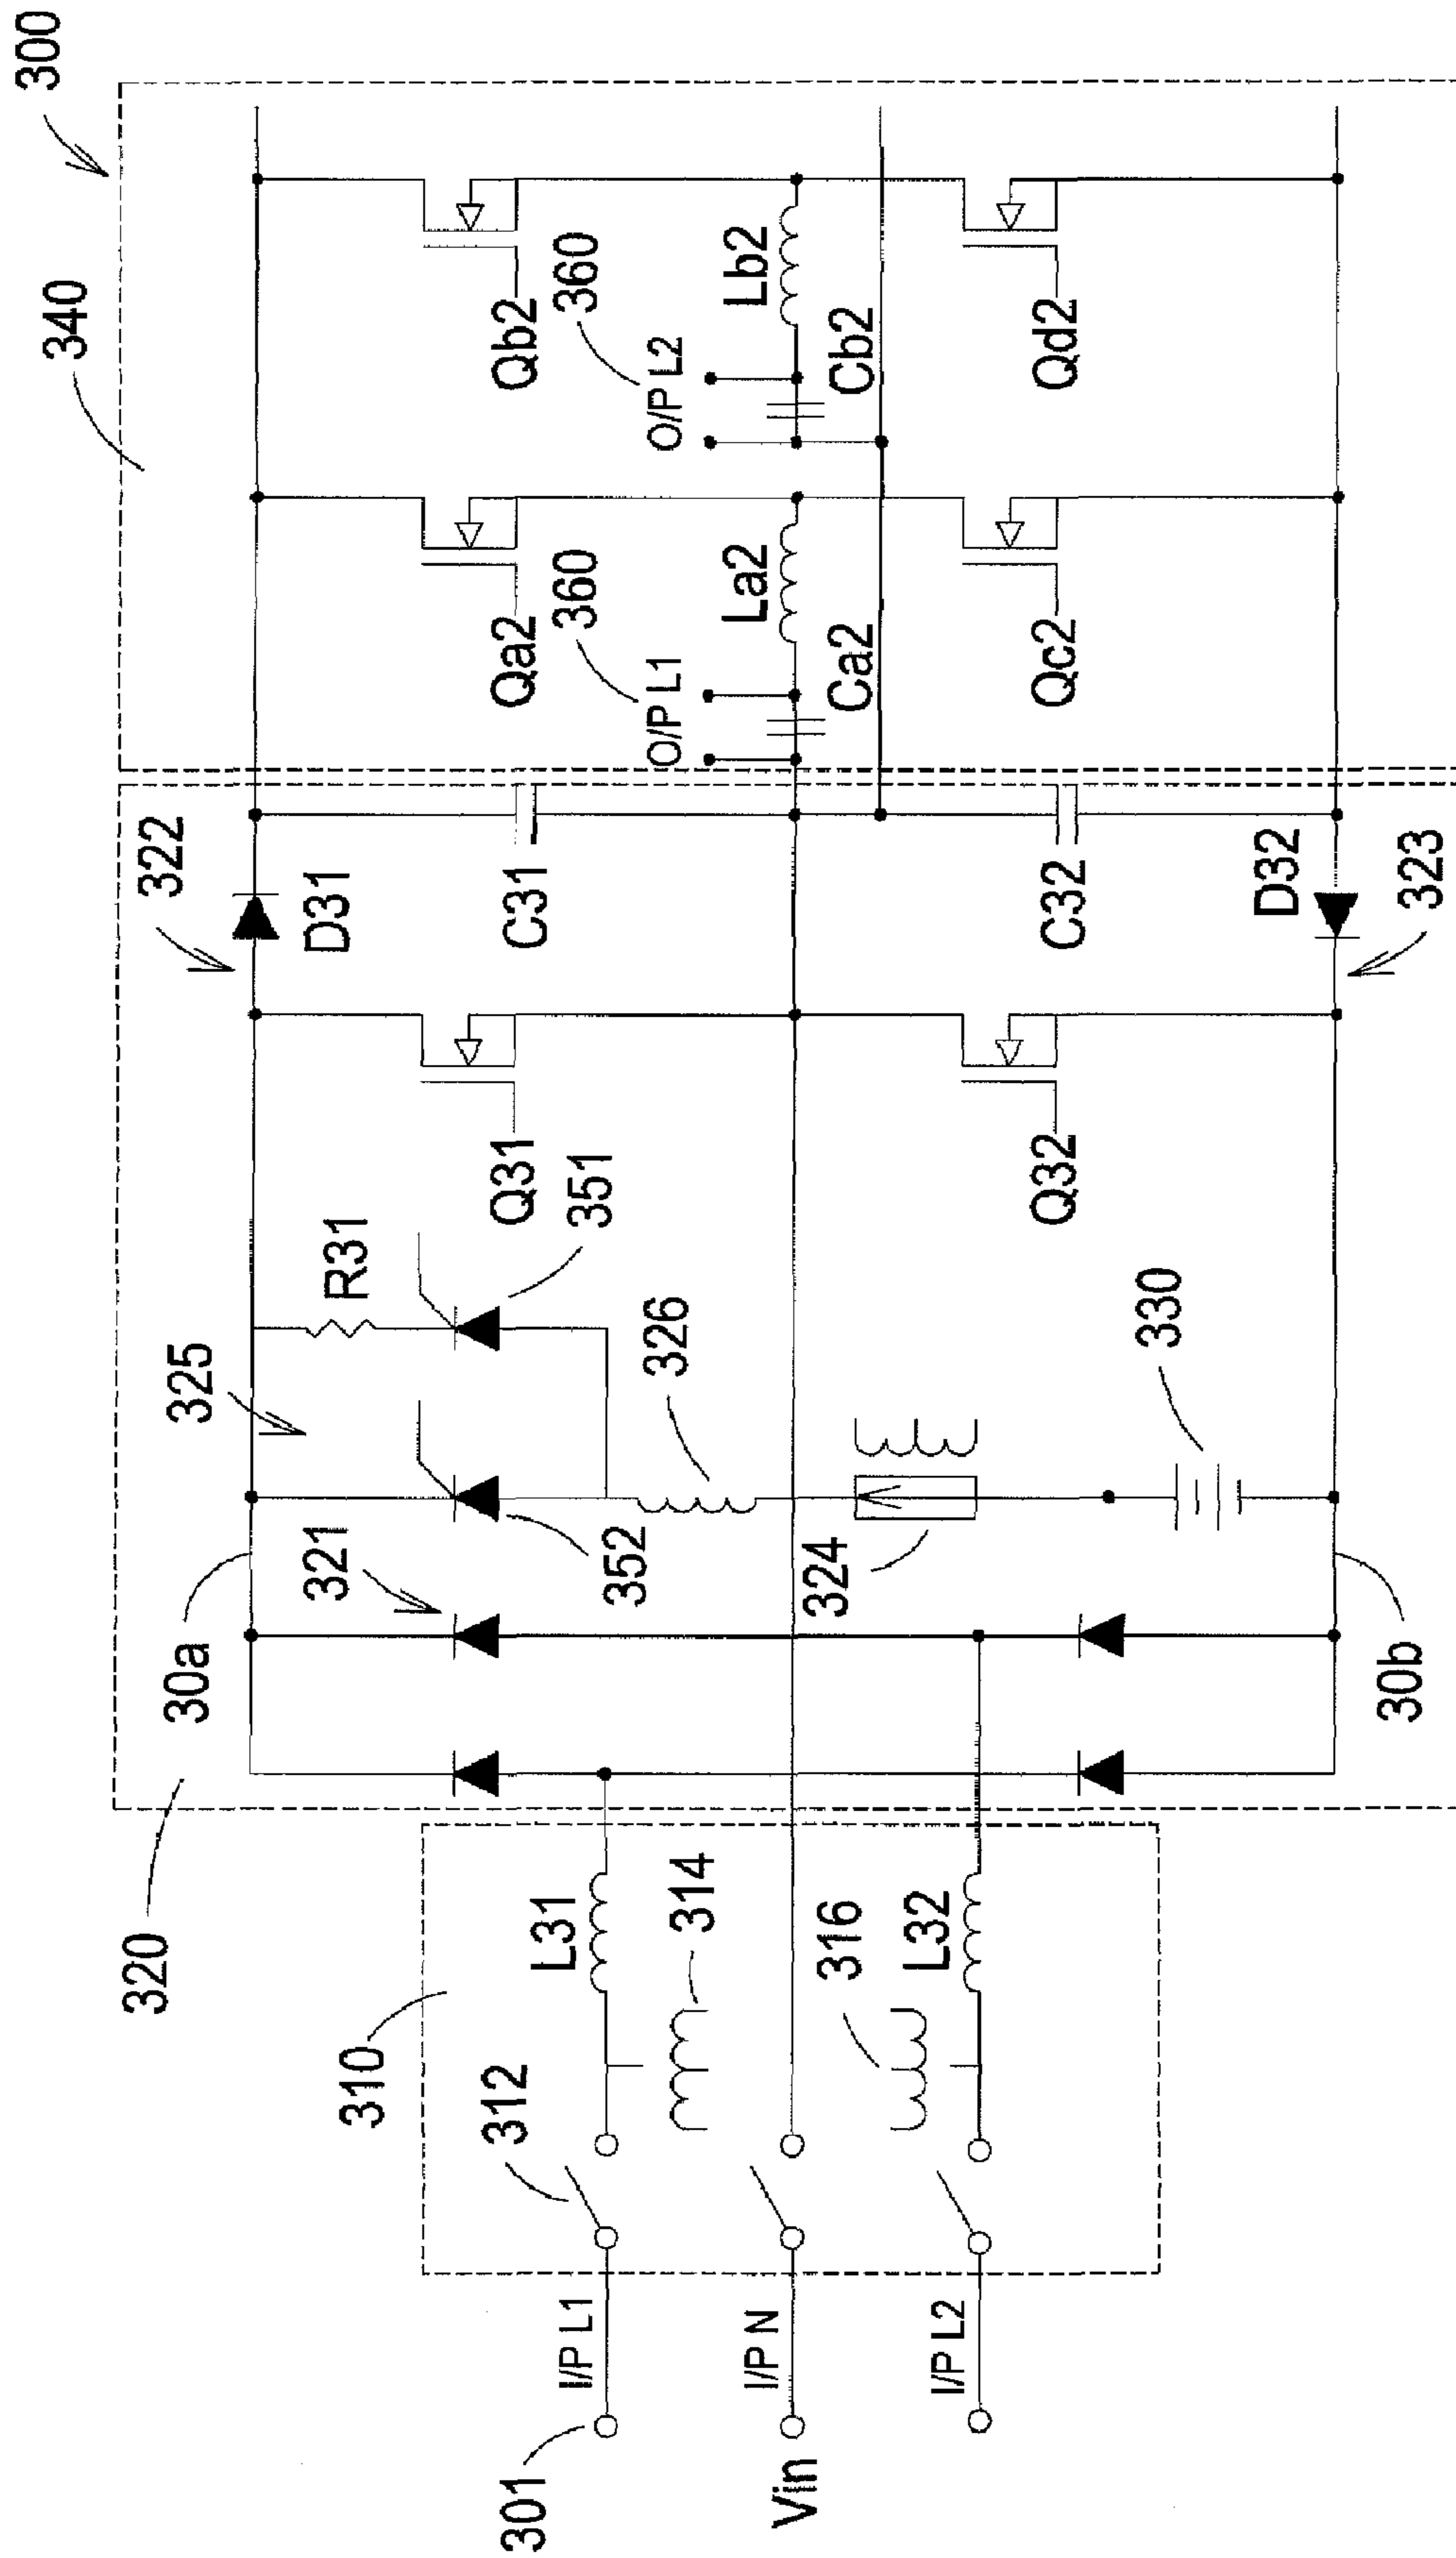 300
340
320
322
325
321
30a
D31
R31
C31
Q31
351
352
326
Qa2
Qb2
360
360
O/P L1
O/P L2
La2
Lb2
Ca2
Cb2
310
312
L31
314
316
L32
324
330
Q32
C32
Qc2
Qd2
D32
323
30b
301
I/P L1
I/P N
I/P L2
Vin